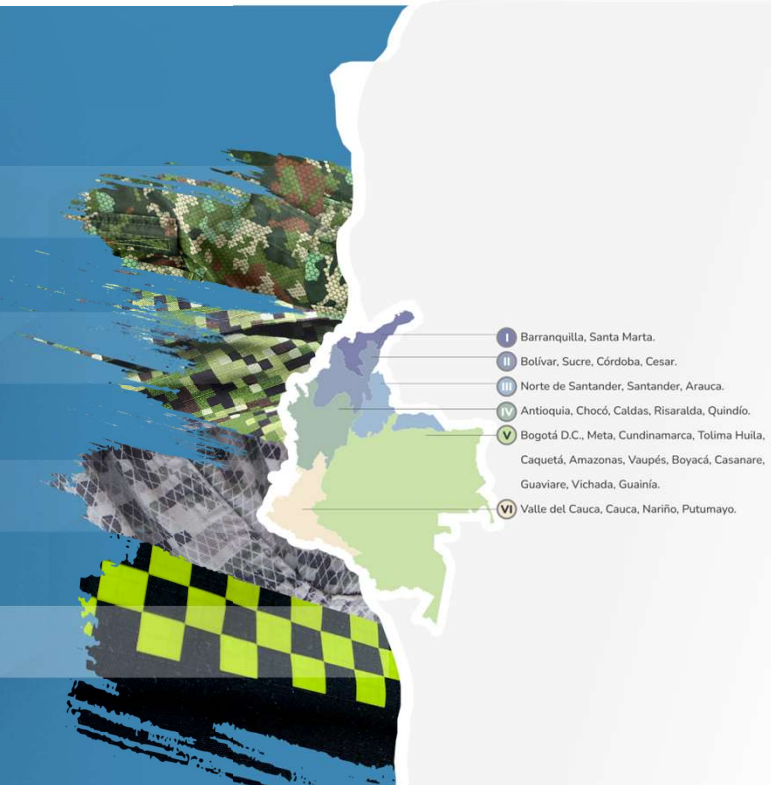 I Barranquilla, Santa Marta.
II Bolívar, Sucre, Córdoba, Cesar.
III Norte de Santander, Santander, Arauca.
IV Antioquia, Chocó, Caldas, Risaralda, Quindío.
V Bogotá D.C., Meta, Cundinamarca, Tolima Huila,
Caquetá, Amazonas, Vaupés, Boyacá, Casanare,
Guaviare, Vichada, Guainía.
VI Valle del Cauca, Cauca, Nariño, Putumayo.